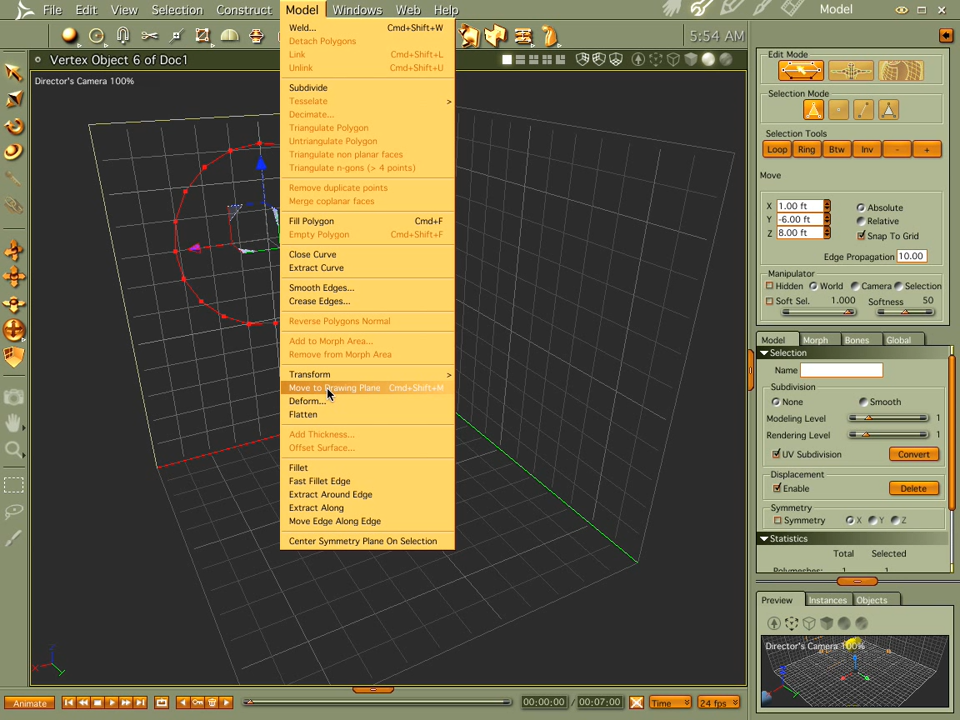 File Edit View Selection Construct Model Windows Web Help Model
5:54 AM
Vertex Object 6 of Doc1
Director's Camera 100%
Weld... Cmd+Shift+W
Detach Polygons
Link Cmd+Shift+L
Unlink Cmd+Shift+U
Subdivide
Tesselate >
Decimate...
Triangulate Polygon
Untriangulate Polygon
Triangulate non planar faces
Triangulate n-gons (> 4 points)
Remove duplicate points
Merge coplanar faces
Fill Polygon Cmd+F
Empty Polygon Cmd+Shift+F
Close Curve
Extract Curve
Smooth Edges...
Crease Edges...
Reverse Polygons Normal
Add to Morph Area...
Remove from Morph Area
Transform >
Move to Drawing Plane Cmd+Shift+M
Deform...
Flatten
Add Thickness...
Offset Surface...
Fillet
Fast Fillet Edge
Extract Around Edge
Extract Along
Move Edge Along Edge
Center Symmetry Plane On Selection
Edit Mode
Selection Mode
Selection Tools
Loop Ring Btw Inv - +
Move
X 1.00 ft Absolute
Y -6.00 ft Relative
Z 8.00 ft Snap To Grid
Edge Propagation 10.00
Manipulator
Hidden World Camera Selection
Soft Sel. 1.000 Softness 50
Model Morph Bones Global
Selection
Name
Subdivision
None Smooth
Modeling Level 1
Rendering Level 1
UV Subdivision Convert
Displacement
Enable Delete
Symmetry
Symmetry X Y Z
Statistics
Total Selected
Polymeshes: 1 1
Preview Instances Objects
Director's Camera 100%
Animate 00:00:00 / 00:07:00 Time 24 fps